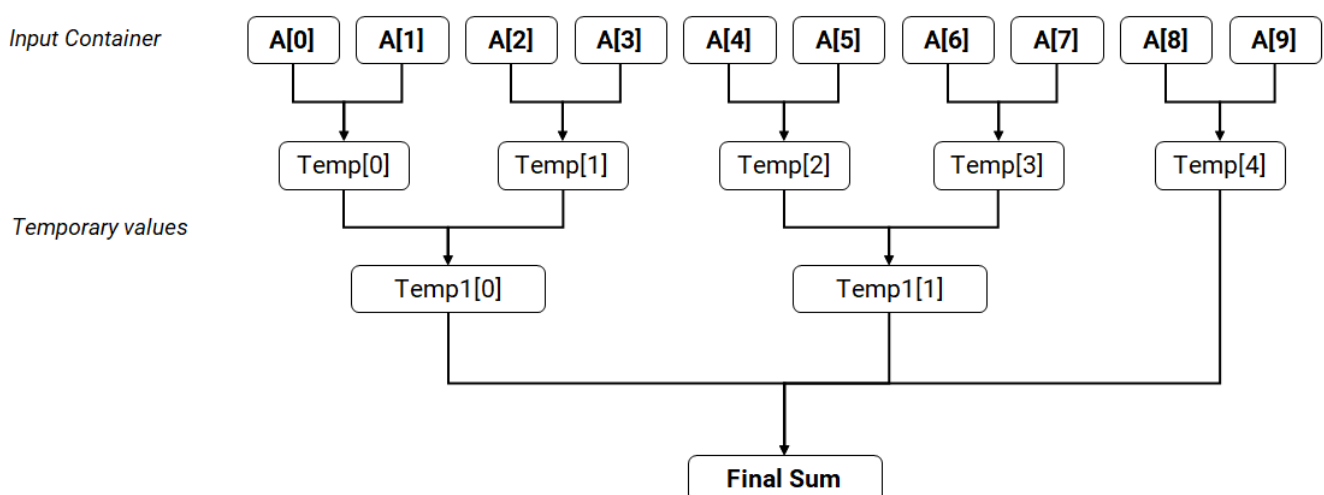 Input Container A[0] A[1] A[2] A[3] A[4] A[5] A[6] A[7] A[8] A[9]
Temp[0] Temp[1] Temp[2] Temp[3] Temp[4]
Temporary values
Temp1[0] Temp1[1]
Final Sum